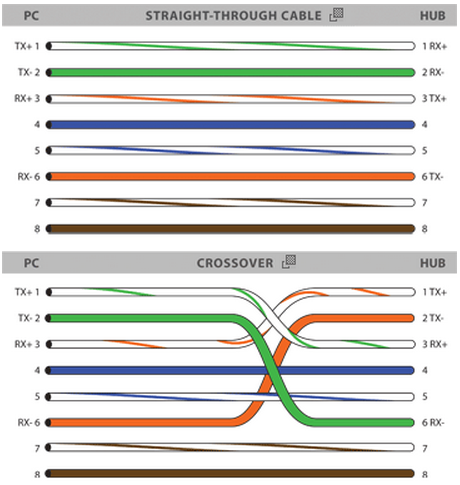 PC STRAIGHT-THROUGH CABLE HUB
TX+ 1 1 RX+
TX- 2 2 RX-
RX+ 3 3 TX+
4 4
5 5
RX- 6 6 TX-
7 7
8 8
PC CROSSOVER HUB
TX+ 1 1 TX+
TX- 2 2 TX-
RX+ 3 3 RX+
4 4
5 5
RX- 6 6 RX-
7 7
8 8